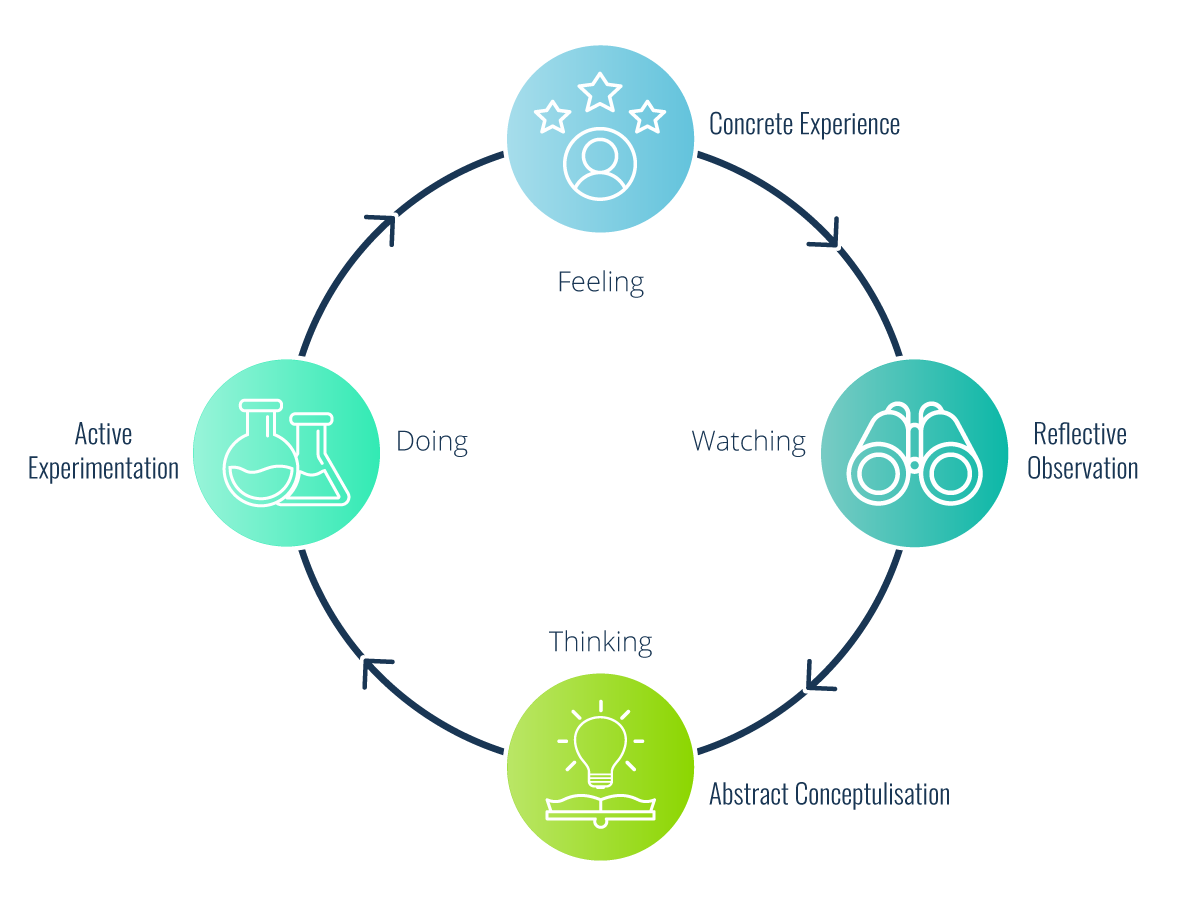 Concrete Experience
Feeling
Active
Experimentation
Doing
Watching
Reflective
Observation
Thinking
Abstract Conceptulisation